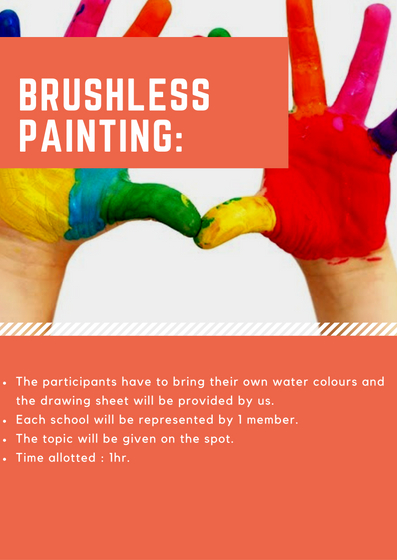 BRUSHLESS
PAINTING:
• The participants have to bring their own water colours and
the drawing sheet will be provided by us.
• Each school will be represented by 1 member.
• The topic will be given on the spot.
• Time allotted : 1hr.